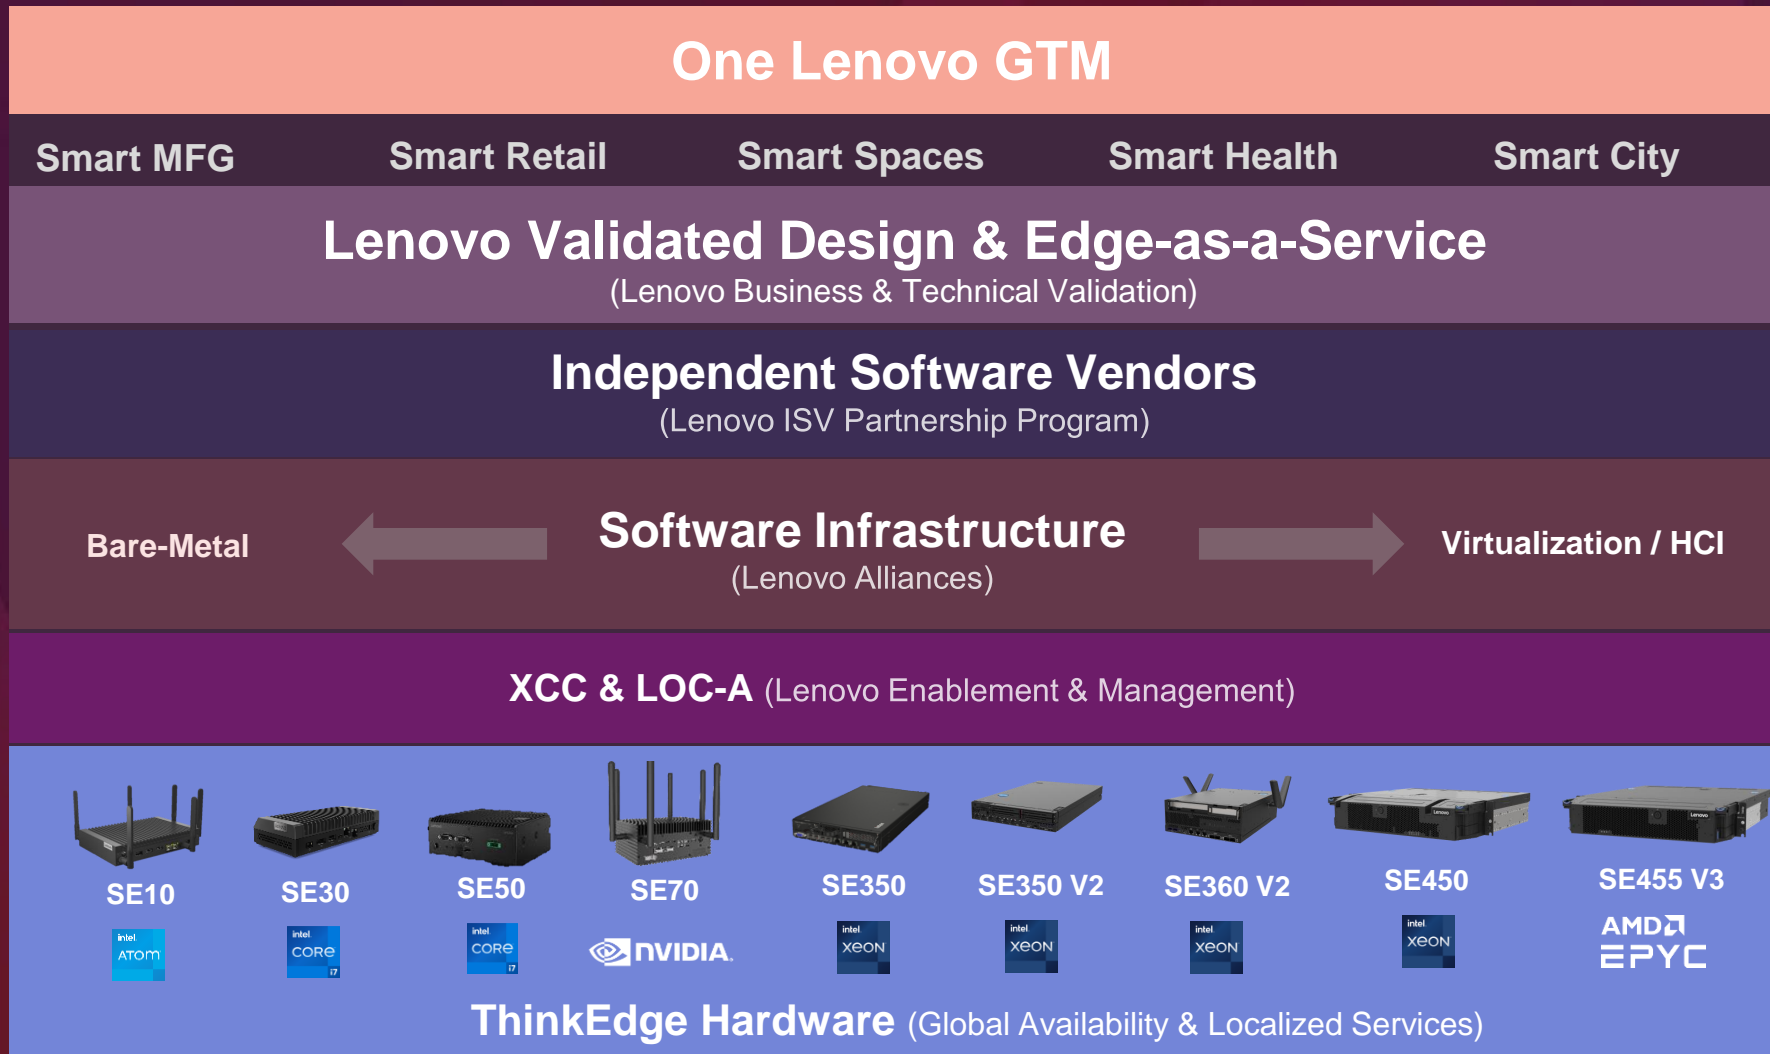 One Lenovo GTM
Smart MFG
Smart Retail
Smart Spaces
Smart Health
Smart City
Lenovo Validated Design & Edge-as-a-Service
(Lenovo Business & Technical Validation)
Independent Software Vendors
(Lenovo ISV Partnership Program)
Bare-Metal
Software Infrastructure
(Lenovo Alliances)
Virtualization / HCI
XCC & LOC-A (Lenovo Enablement & Management)
Lenovo
Lenovo
SE10
SE30
SE50
SE70
SE350
SE350 V2
SE360 V2
SE450
SE455 V3
intel
ATOM
intel
CORE
i7
intel
CORE
i7
NVIDIA.
intel
XEON
intel
XEON
intel
XEON
intel
XEON
AMD
EPYC
ThinkEdge Hardware (Global Availability & Localized Services)